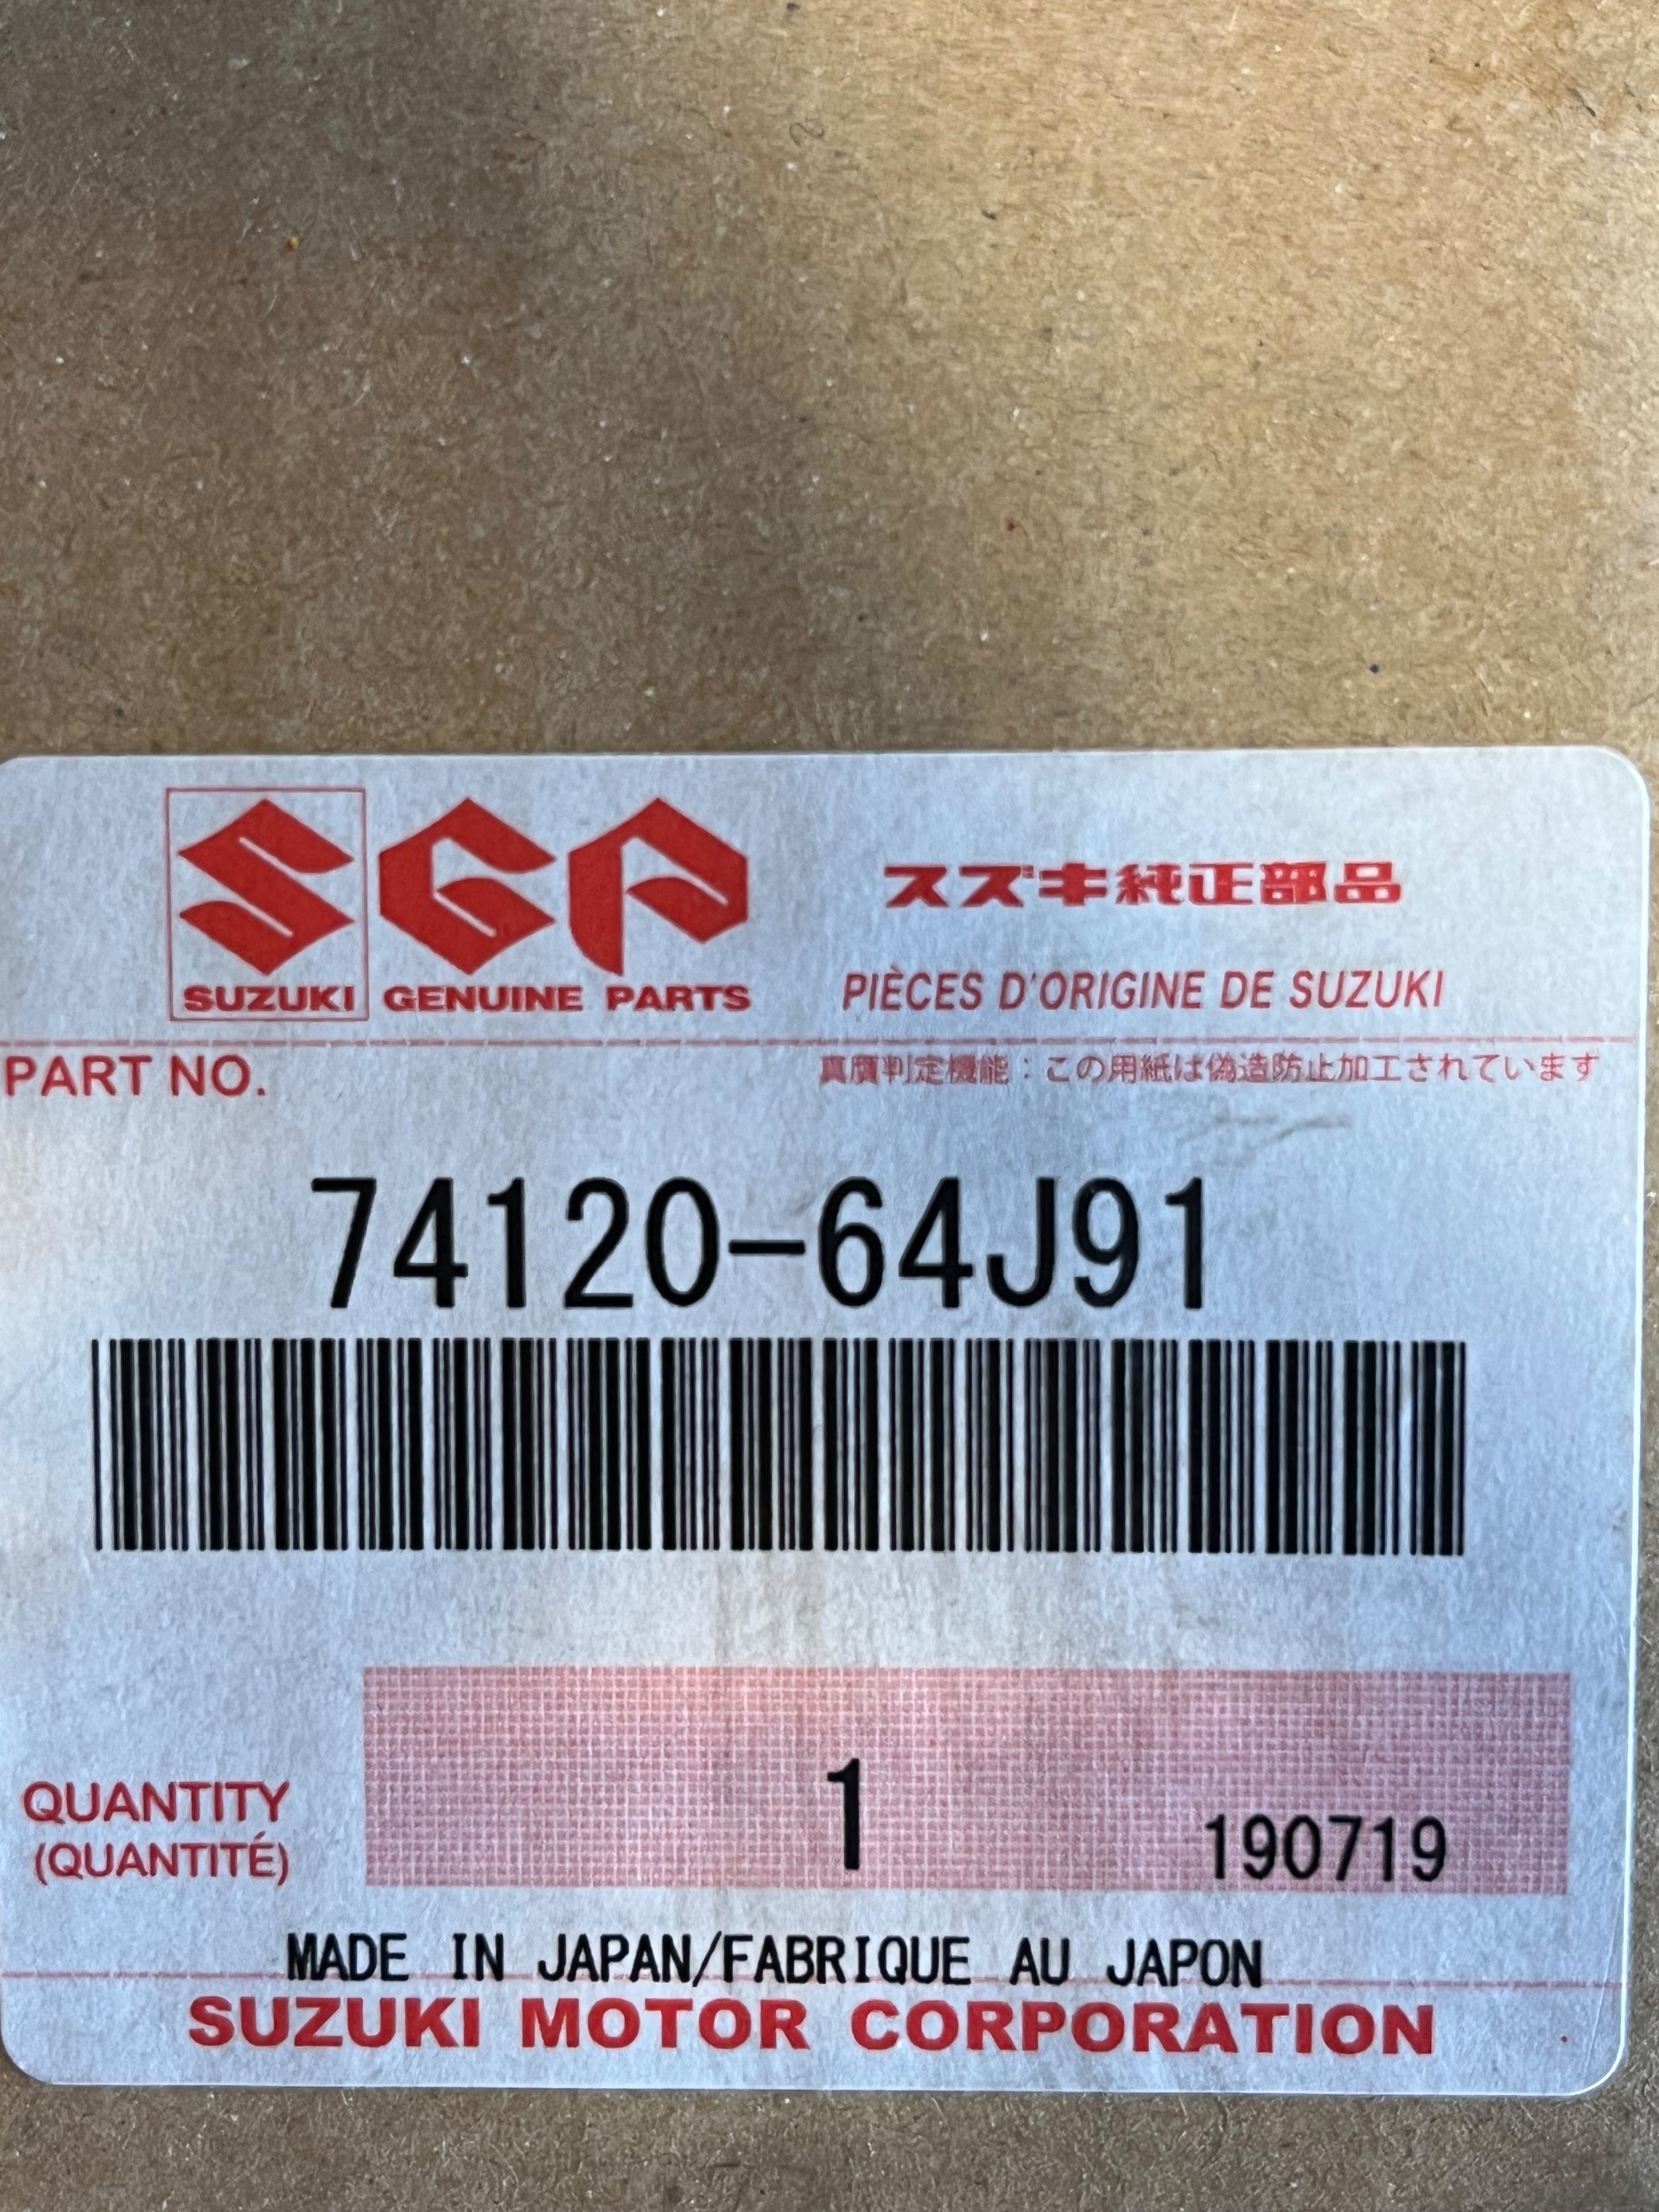 SGP
SUZUKI GENUINE PARTS
スズキ純正部品
PIÈCES D'ORIGINE DE SUZUKI
PART NO.
真贋判定機能：この用紙は偽造防止加工されています
74120-64J91
QUANTITY
(QUANTITÉ)
1
190719
MADE IN JAPAN/FABRIQUE AU JAPON
SUZUKI MOTOR CORPORATION